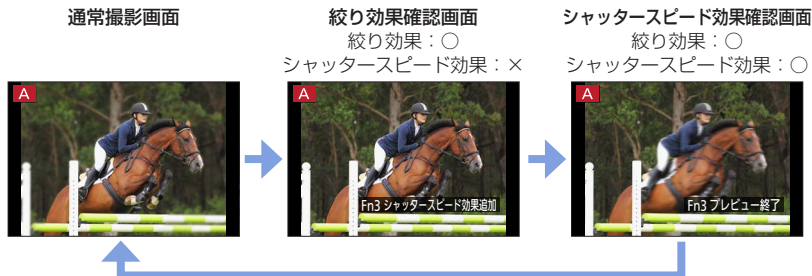 通常撮影画面
絞り効果確認画面
絞り効果：○
シャッタースピード効果：×
シャッタースピード効果確認画面
絞り効果：○
シャッタースピード効果：○
A
A
Fn3 シャッタースピード効果追加
A
Fn3 プレビュー終了